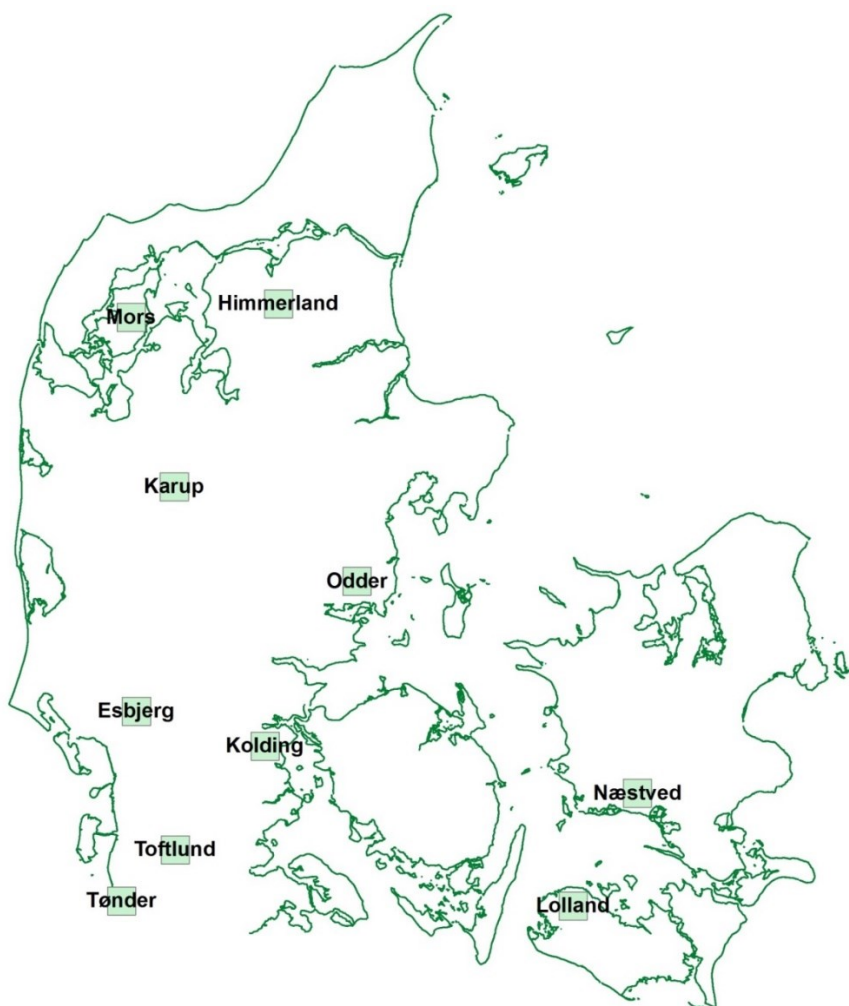 Himmerland
Mors
Karup
Odder
Esbjerg
Kolding
Næstved
Toftlund
Tønder
Lolland